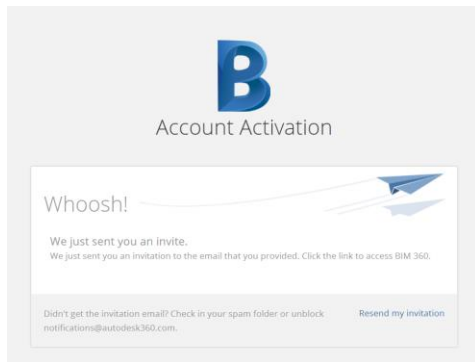 B
Account Activation
Whoosh!
We just sent you an invite.
We just sent you an invitation to the email that you provided. Click the link to access BIM 360.
Didn't get the invitation email? Check in your spam folder or unblock
notifications@autodesk360.com.
Resend my invitation